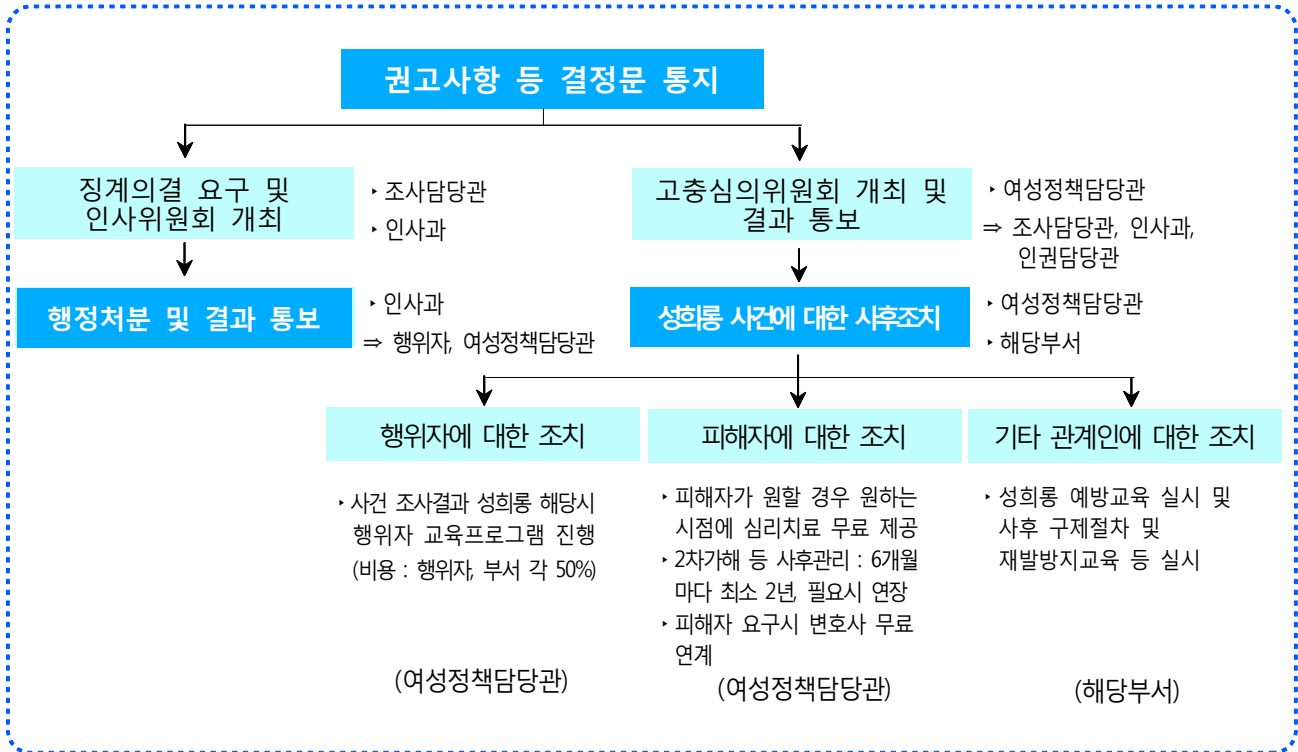 권고사항 등 결정문 통지
징계의결 요구 및
인사위원회 개최
‣ 조사담당관
‣ 인사과
고충심의위원회 개최 및
결과 통보
‣ 여성정책담당관
⇒ 조사담당관, 인사과,
인권담당관
행정처분 및 결과 통보
‣ 인사과
⇒ 행위자, 여성정책담당관
성희롱 사건에 대한 사후조치
‣ 여성정책담당관
‣ 해당부서
행위자에 대한 조치
‣ 사건 조사결과 성희롱 해당시
행위자 교육프로그램 진행
(비용 : 행위자, 부서 각 50%)
(여성정책담당관)
피해자에 대한 조치
‣ 피해자가 원할 경우 원하는
시점에 심리치료 무료 제공
‣ 2차가해 등 사후관리 : 6개월
마다 최소 2년, 필요시 연장
‣ 피해자 요구시 변호사 무료
연계
(여성정책담당관)
기타 관계인에 대한 조치
‣ 성희롱 예방교육 실시 및
사후 구제절차 및
재발방지교육 등 실시
(해당부서)